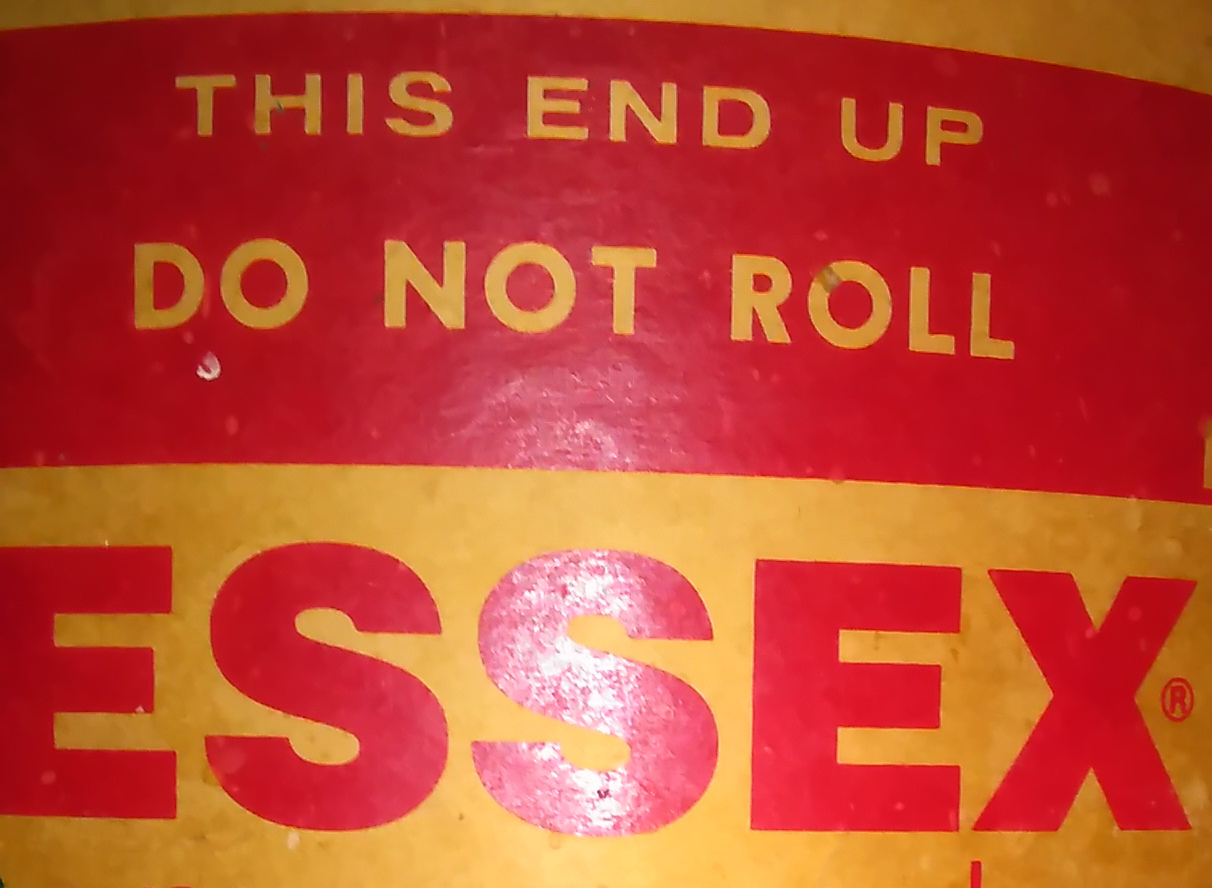 THIS END UP
DO NOT ROLL
ESSEX®